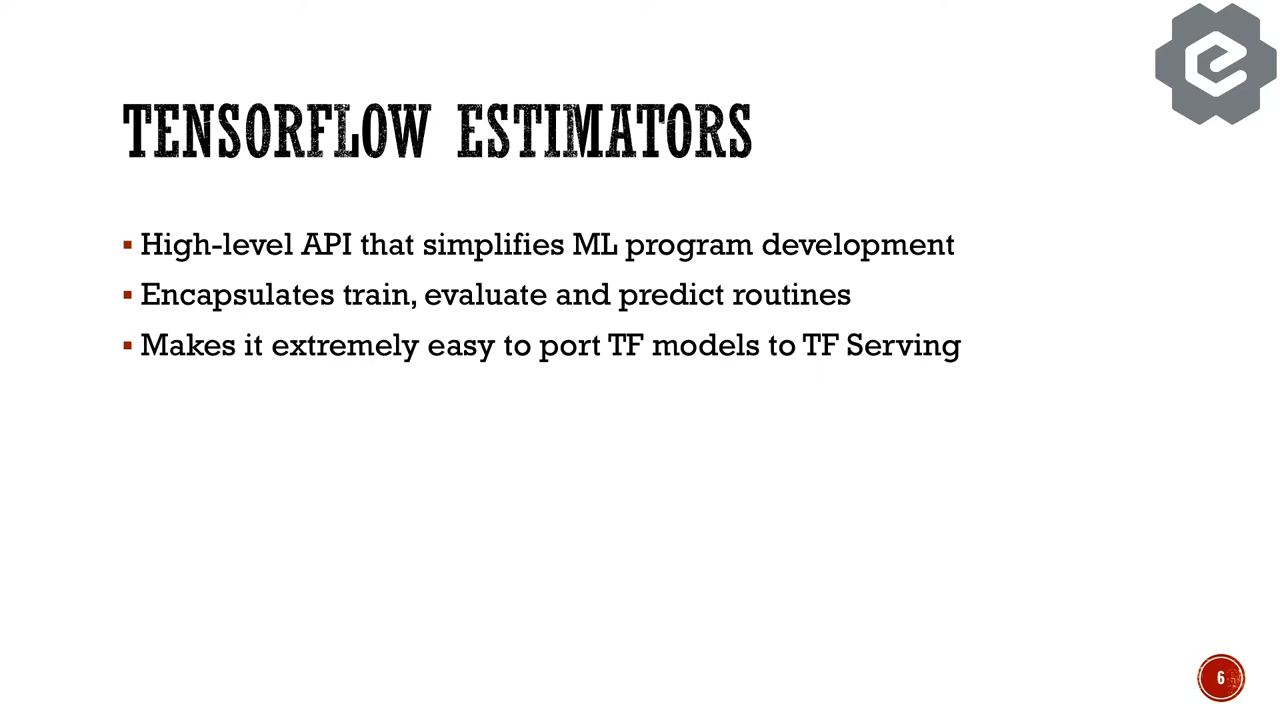 TENSORFLOW ESTIMATORS
▪ High-level API that simplifies ML program development
▪ Encapsulates train, evaluate and predict routines
▪ Makes it extremely easy to port TF models to TF Serving
6